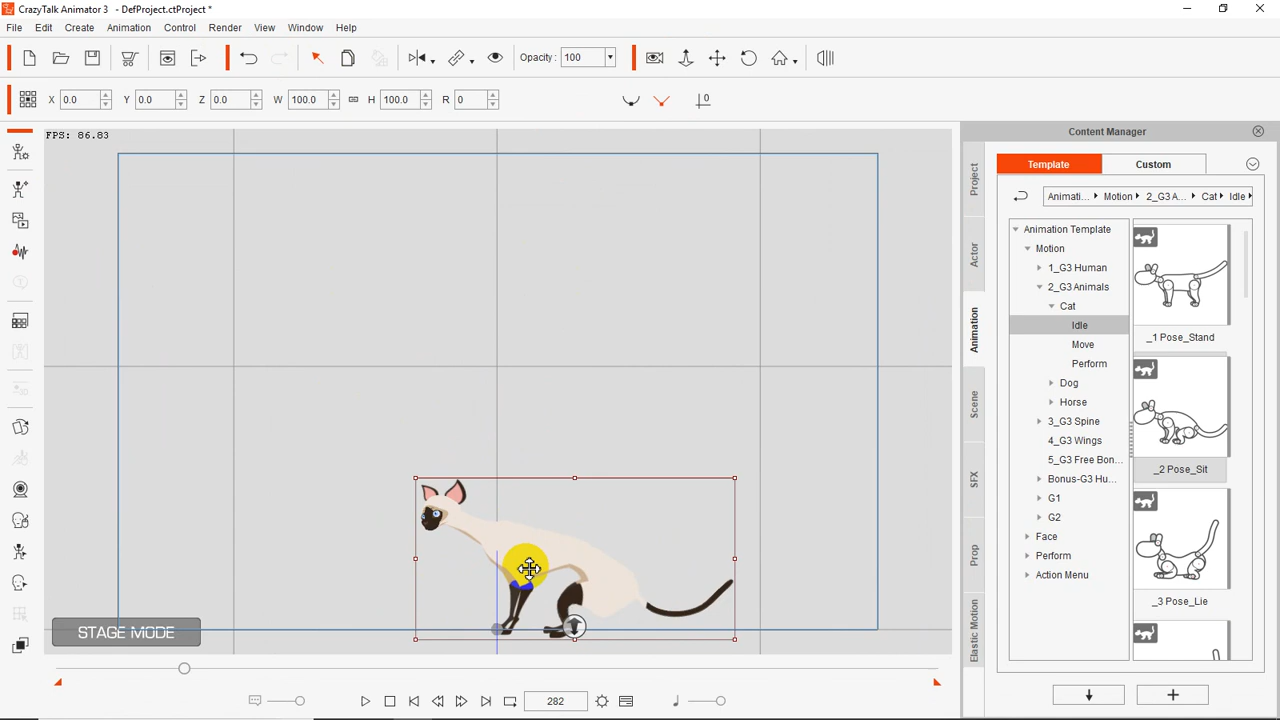 CrazyTalk Animator 3 - DefProject.ctProject *
File Edit Create Animation Control Render View Window Help
Opacity : 100
X 0.0 Y 0.0 Z 0.0 W 100.0 H 100.0 R 0
FPS: 86.83
Content Manager
Template Custom
Animati... Motion 2_G3 A... Cat Idle
Project
Actor
Animation
Scene
SFX
Prop
Elastic Motion
Animation Template
Motion
1_G3 Human
2_G3 Animals
Cat
Idle
Move
Perform
Dog
Horse
3_G3 Spine
4_G3 Wings
5_G3 Free Bon...
Bonus-G3 Hu...
G1
G2
Face
Perform
Action Menu
_1 Pose_Stand
_2 Pose_Sit
_3 Pose_Lie
STAGE MODE
282